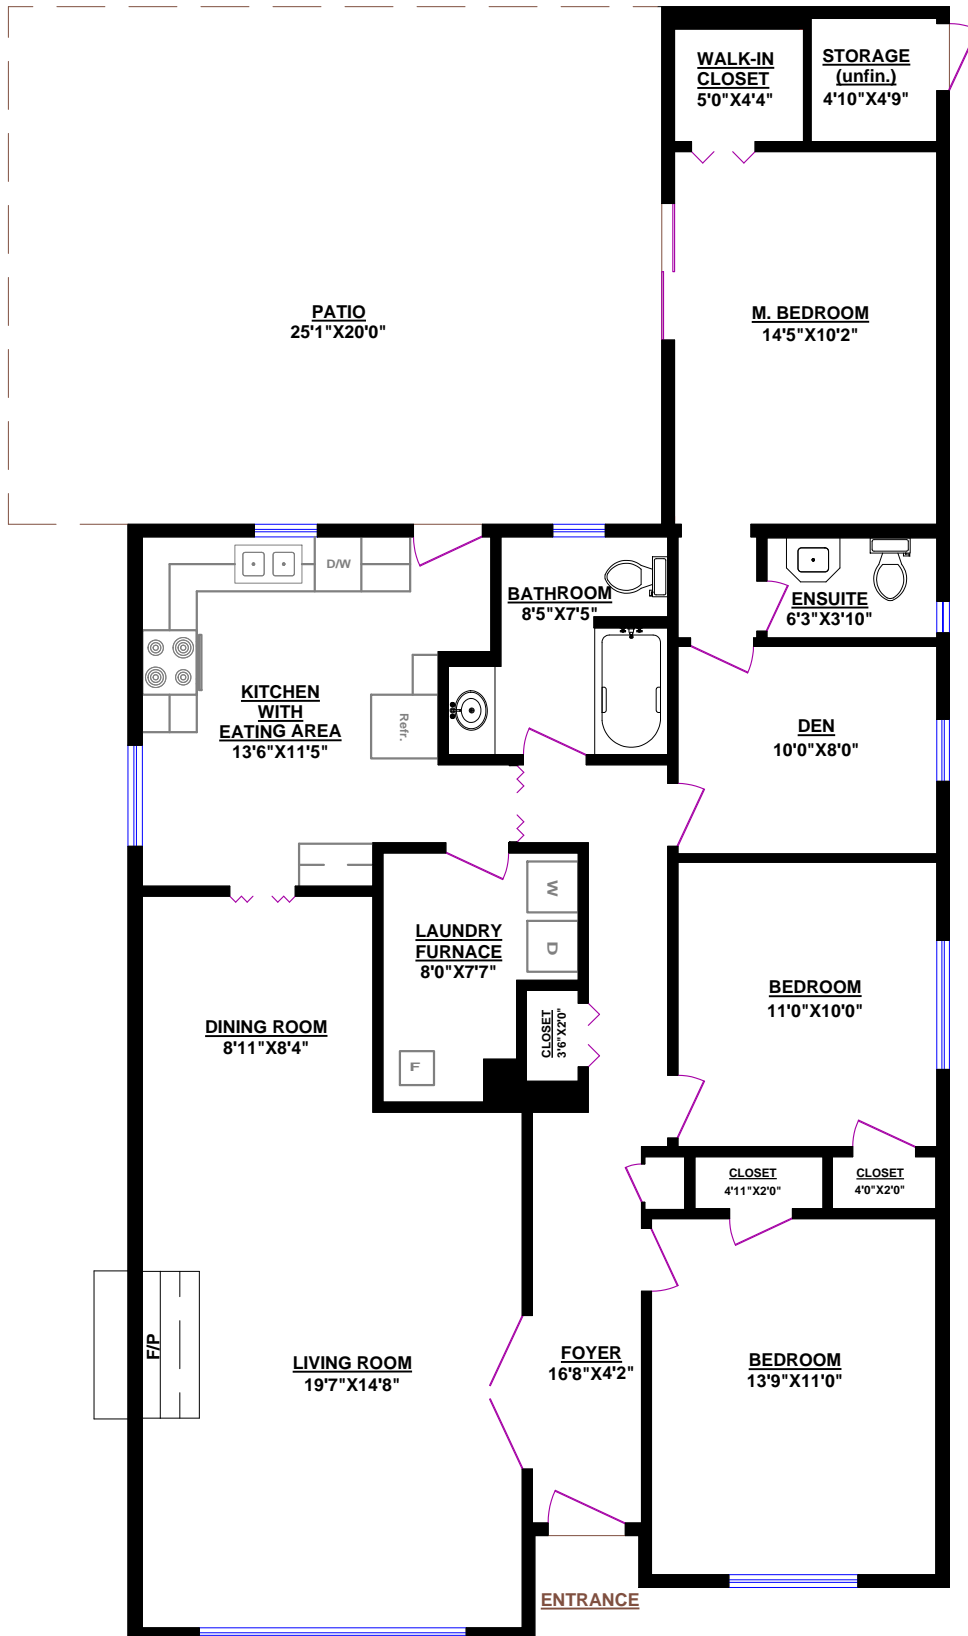 WALK-IN
CLOSET
5'0"X4'4"
STORAGE
(unfin.)
4'10"X4'9"
PATIO
25'1"X20'0"
M. BEDROOM
14'5"X10'2"
D/W
BATHROOM
8'5"X7'5"
ENSUITE
6'3"X3'10"
KITCHEN
WITH
EATING AREA
13'6"X11'5"
Refr.
DEN
10'0"X8'0"
W
D
LAUNDRY
FURNACE
8'0"X7'7"
F
CLOSET
3'6"X2'0"
BEDROOM
11'0"X10'0"
DINING ROOM
8'11"X8'4"
CLOSET
4'11"X2'0"
CLOSET
4'0"X2'0"
F/P
LIVING ROOM
19'7"X14'8"
FOYER
16'8"X4'2"
BEDROOM
13'9"X11'0"
ENTRANCE